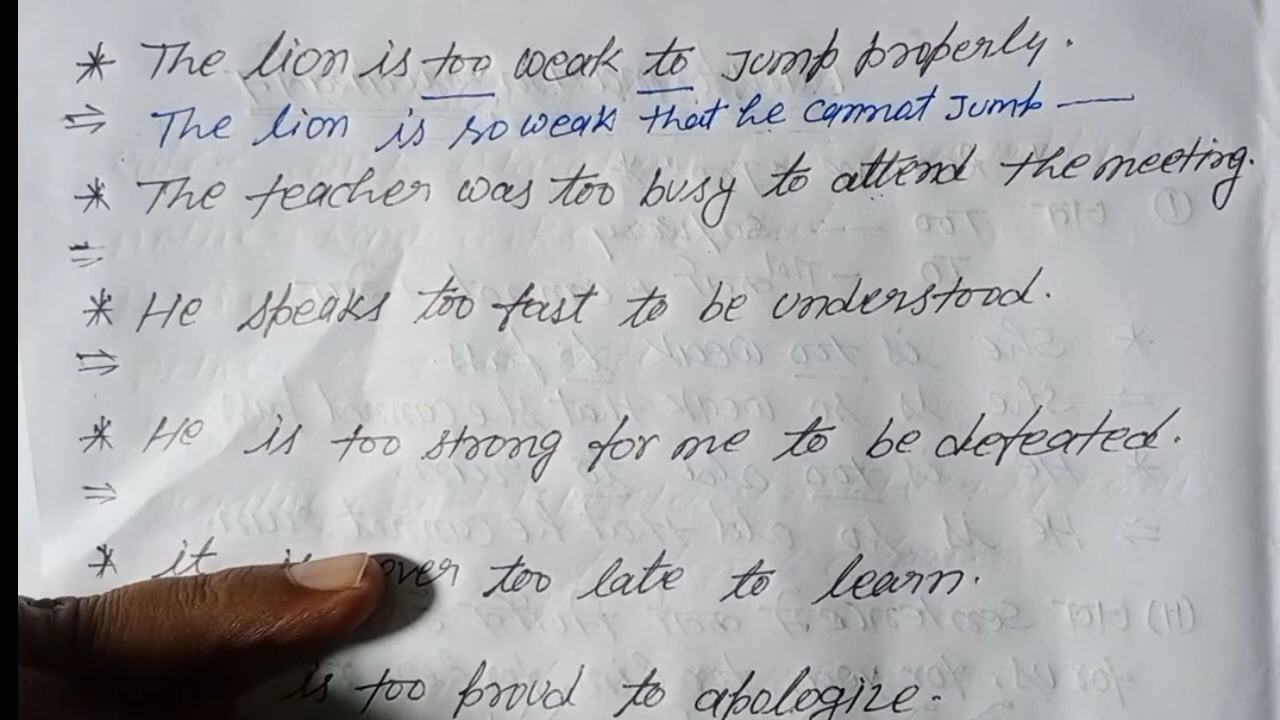 * The lion is too weak to jump properly.
⇒ The lion is so weak that he cannot jump —
* The teacher was too busy to attend the meeting.
⇒
* He speaks too fast to be understood.
⇒
* He is too strong for me to be defeated.
⇒
* it too late to learn.
is too proud to apologize.